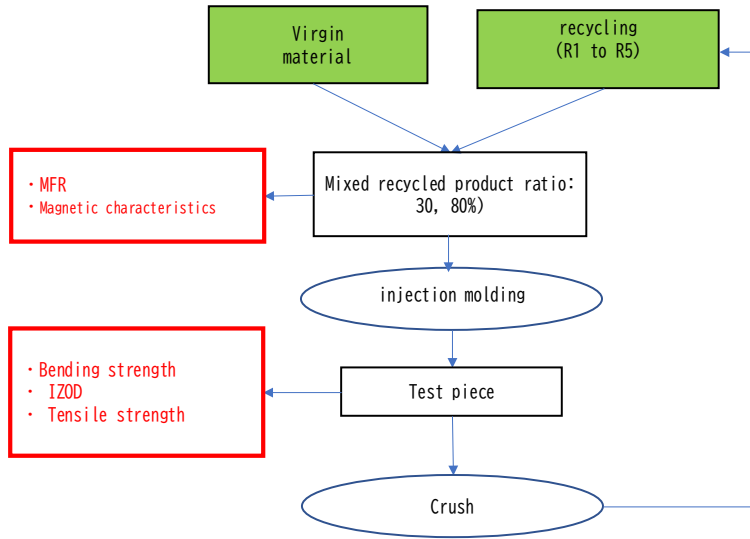 Virgin
material
recycling
(R1 to R5)
Mixed recycled product ratio:
30, 80%)
・MFR
・Magnetic characteristics
injection molding
・Bending strength
・ IZOD
・ Tensile strength
Test piece
Crush